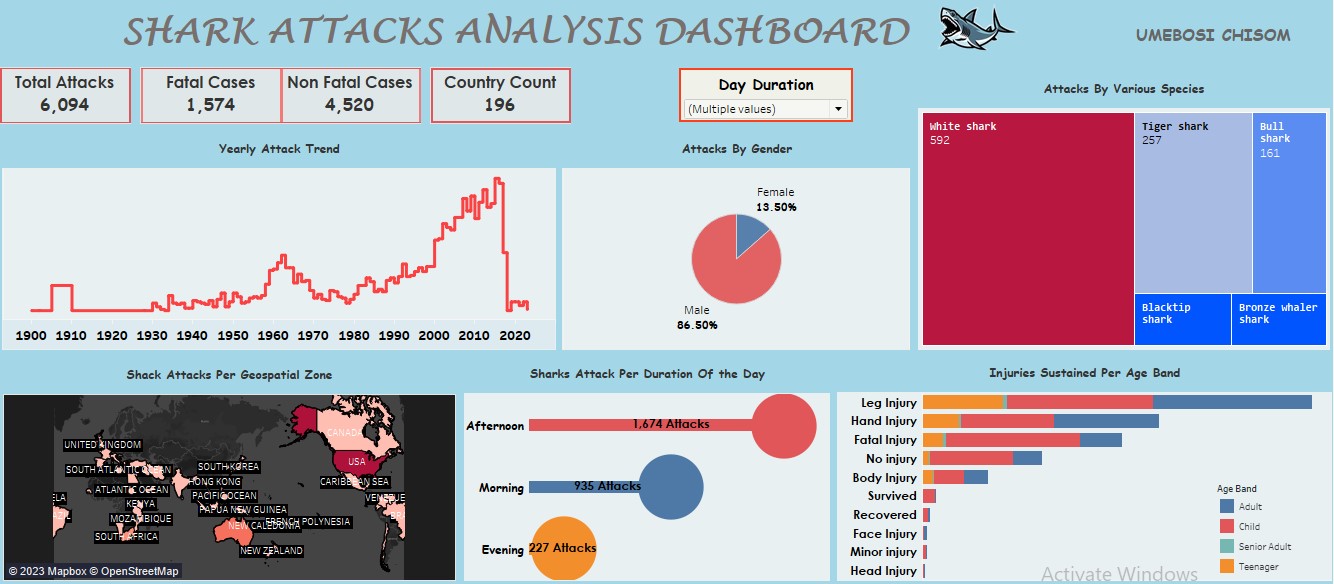 SHARK ATTACKS ANALYSIS DASHBOARD
UMEBOSI CHISOM
Total Attacks
6,094
Fatal Cases
1,574
Non Fatal Cases
4,520
Country Count
196
Day Duration
(Multiple values)
Yearly Attack Trend
1900 1910 1920 1930 1940 1950 1960 1970 1980 1990 2000 2010 2020
Attacks By Gender
Female
13.50%
Male
86.50%
Attacks By Various Species
White shark
592
Tiger shark
257
Bull
shark
161
Blacktip
shark
Bronze whaler
shark
Shack Attacks Per Geospatial Zone
CANADA
UNITED KINGDOM
USA
SOUTH ATLANTIC OCEAN
SOUTH KOREA
HONG KONG
CARIBBEAN SEA
ATLANTIC OCEAN
PACIFIC OCEAN
ELA
VENEZUE
KENYA
PAPUA NEW GUINEA
ZIL
BR
MOZAMBIQUE
FRENCH POLYNESIA
NEW CALEDONIA
SOUTH AFRICA
NEW ZEALAND
© 2023 Mapbox © OpenStreetMap
Sharks Attack Per Duration Of the Day
Afternoon
1,674 Attacks
Morning
935 Attacks
Evening
227 Attacks
Injuries Sustained Per Age Band
Leg Injury
Hand Injury
Fatal Injury
No injury
Body Injury
Survived
Recovered
Face Injury
Minor injury
Head Injury
Age Band
Adult
Child
Senior Adult
Teenager
Activate Windows